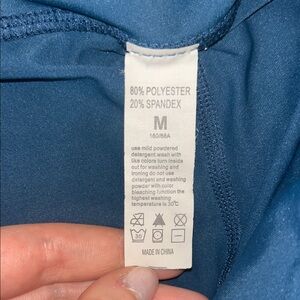 80% POLYESTER
20% SPANDEX
M
160/88A
use mild powdered
detergent.wash with
like colors turn inside
out for washing and
ironing do not use
detergent and washing
powder with color
bleaching function the
highest washing
temperature is 30℃
30
MADE IN CHINA